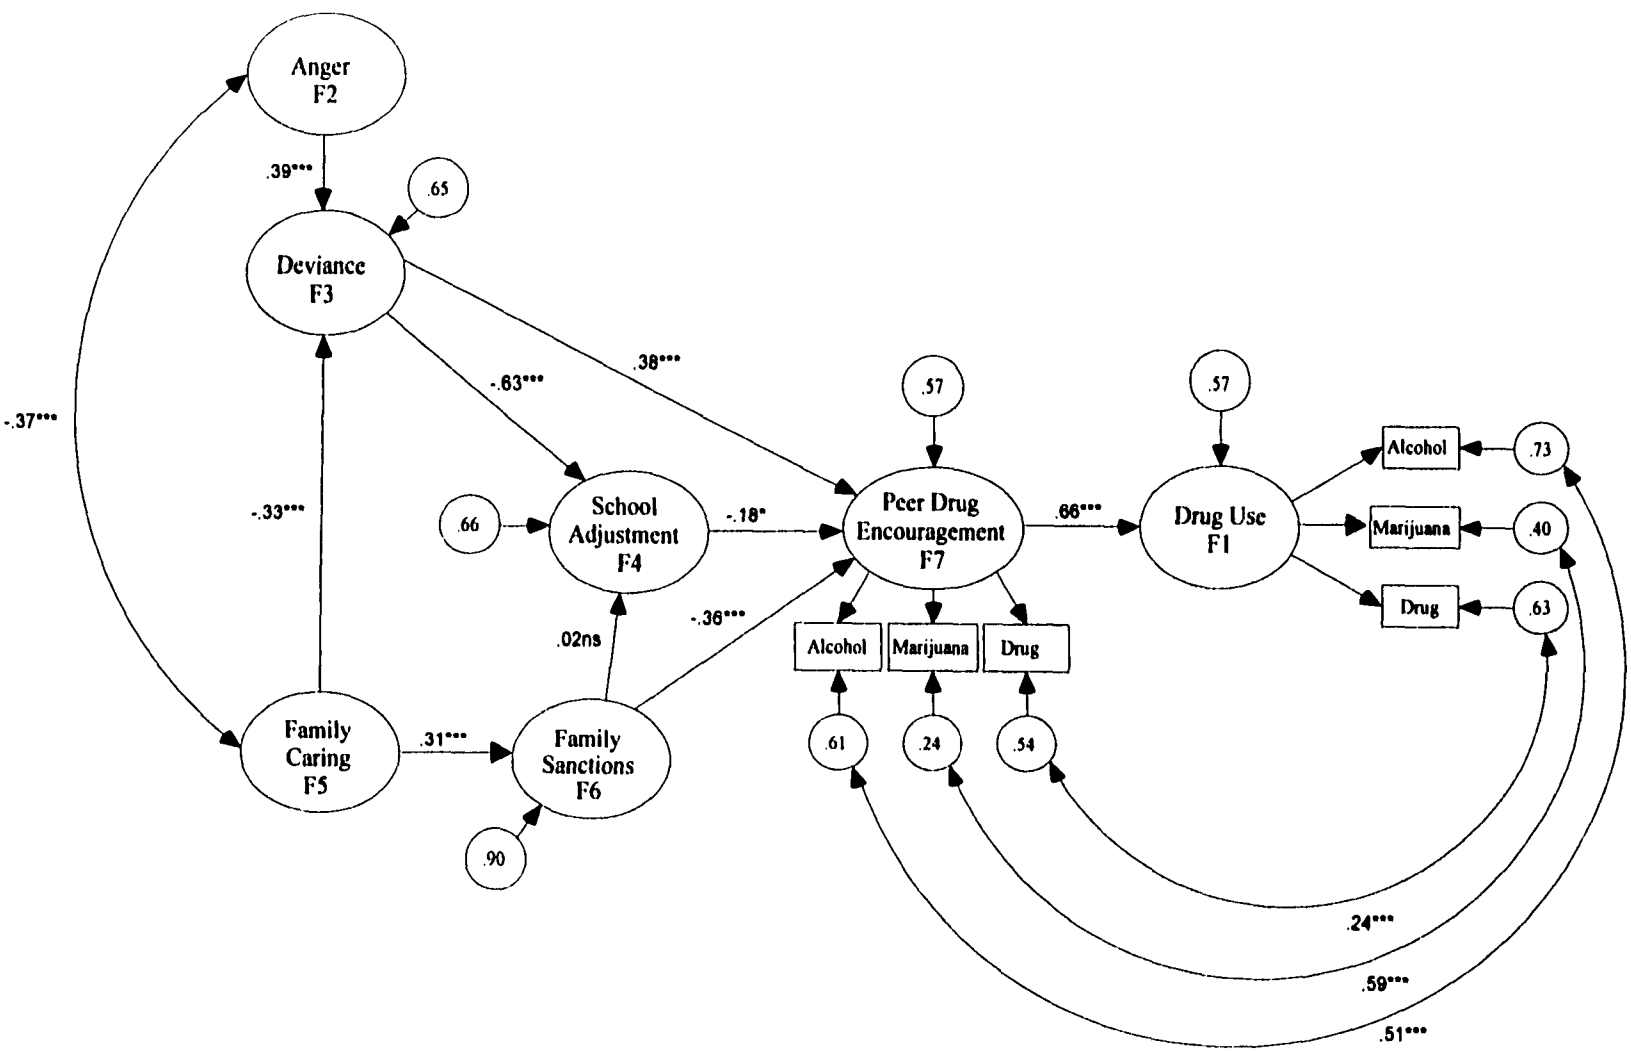 Anger
F2
.39***
.65
Deviance
F3
.38***
-.63***
-.37***
-.33***
.57
.57
Alcohol
.73
School
Adjustment
F4
.66
-.18*
Peer Drug
Encouragement
F7
.66***
Drug Use
F1
Marijuana
.40
Drug
.63
.02ns
-.36***
Alcohol
Marijuana
Drug
.61
.24
.54
Family
Caring
F5
.31***
Family
Sanctions
F6
.90
.24***
.59***
.51***